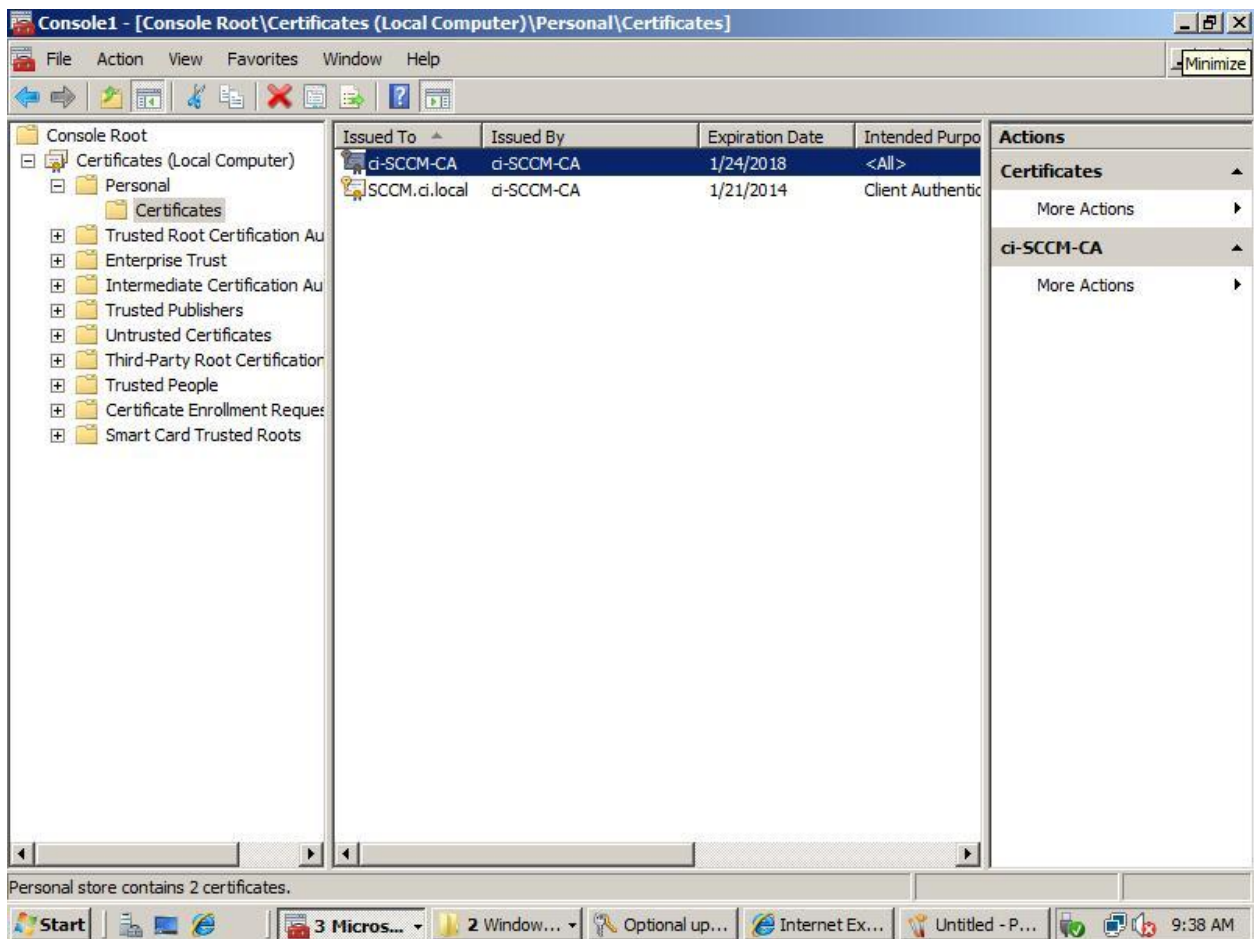 Console1 - [Console Root\Certificates (Local Computer)\Personal\Certificates]
File Action View Favorites Window Help
Minimize
Console Root
Certificates (Local Computer)
Personal
Certificates
Trusted Root Certification Au
Enterprise Trust
Intermediate Certification Au
Trusted Publishers
Untrusted Certificates
Third-Party Root Certification
Trusted People
Certificate Enrollment Reques
Smart Card Trusted Roots
Issued To Issued By Expiration Date Intended Purpo
ci-SCCM-CA ci-SCCM-CA 1/24/2018 <All>
SCCM.ci.local ci-SCCM-CA 1/21/2014 Client Authentic
Actions
Certificates
More Actions
ci-SCCM-CA
More Actions
Personal store contains 2 certificates.
Start 3 Micros... 2 Window... Optional up... Internet Ex... Untitled - P... 9:38 AM